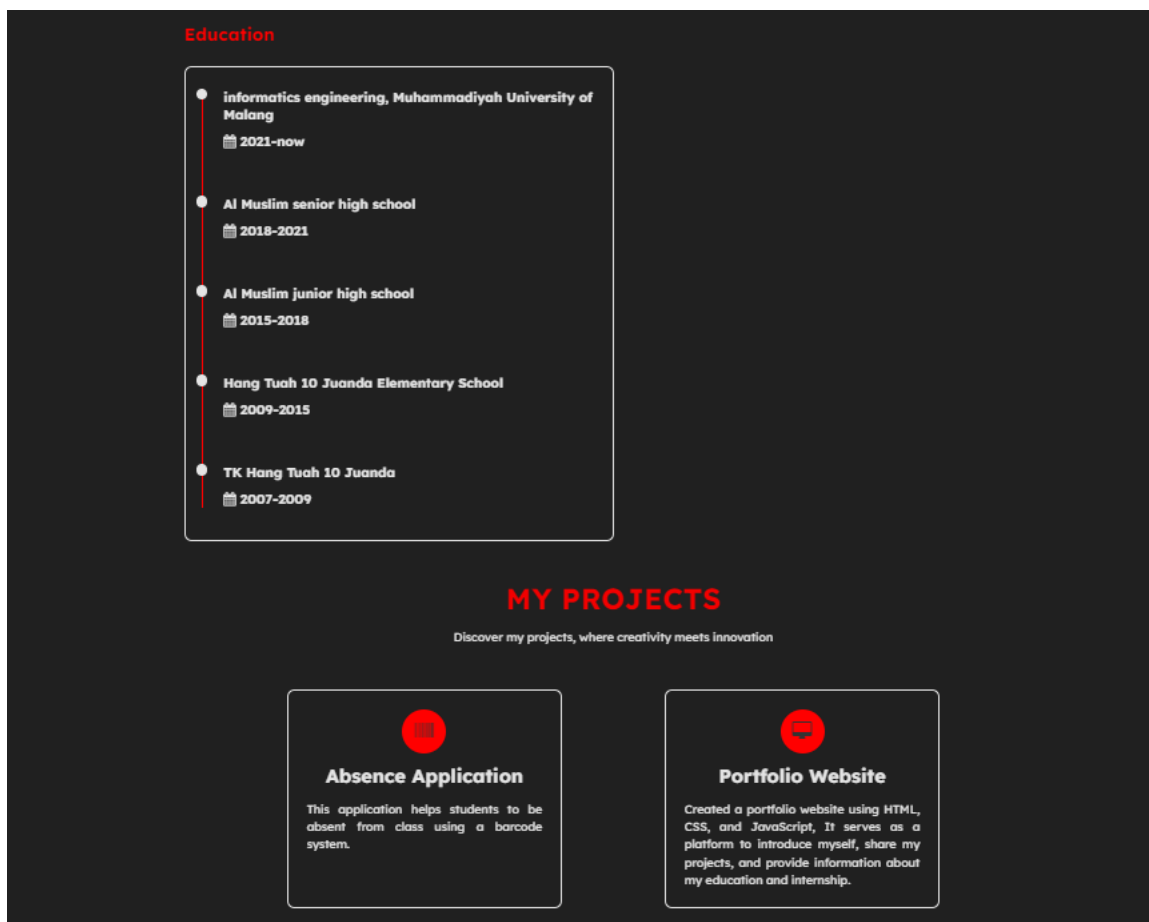 Education
informatics engineering, Muhammadiyah University of
Malang
2021-now
Al Muslim senior high school
2018-2021
Al Muslim junior high school
2015-2018
Hang Tuah 10 Juanda Elementary School
2009-2015
TK Hang Tuah 10 Juanda
2007-2009
MY PROJECTS
Discover my projects, where creativity meets innovation
Absence Application
This application helps students to be
absent from class using a barcode
system.
Portfolio Website
Created a portfolio website using HTML,
CSS, and JavaScript, It serves as a
platform to introduce myself, share my
projects, and provide information about
my education and internship.